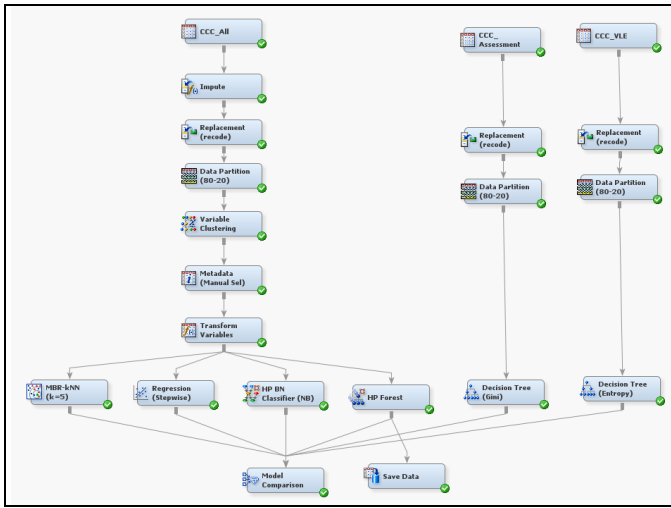 CCC_All
Impute
Replacement
(recode)
Data Partition
(80-20)
Variable
Clustering
Metadata
(Manual Sel)
Transform
Variables
CCC_
Assessment
Replacement
(recode)
Data Partition
(80-20)
CCC_VLE
Replacement
(recode)
Data Partition
(80-20)
MBR-kNN
(k=5)
Regression
(Stepwise)
HP BN
Classifier (NB)
HP Forest
Decision Tree
(Gini)
Decision Tree
(Entropy)
Model
Comparison
Save Data